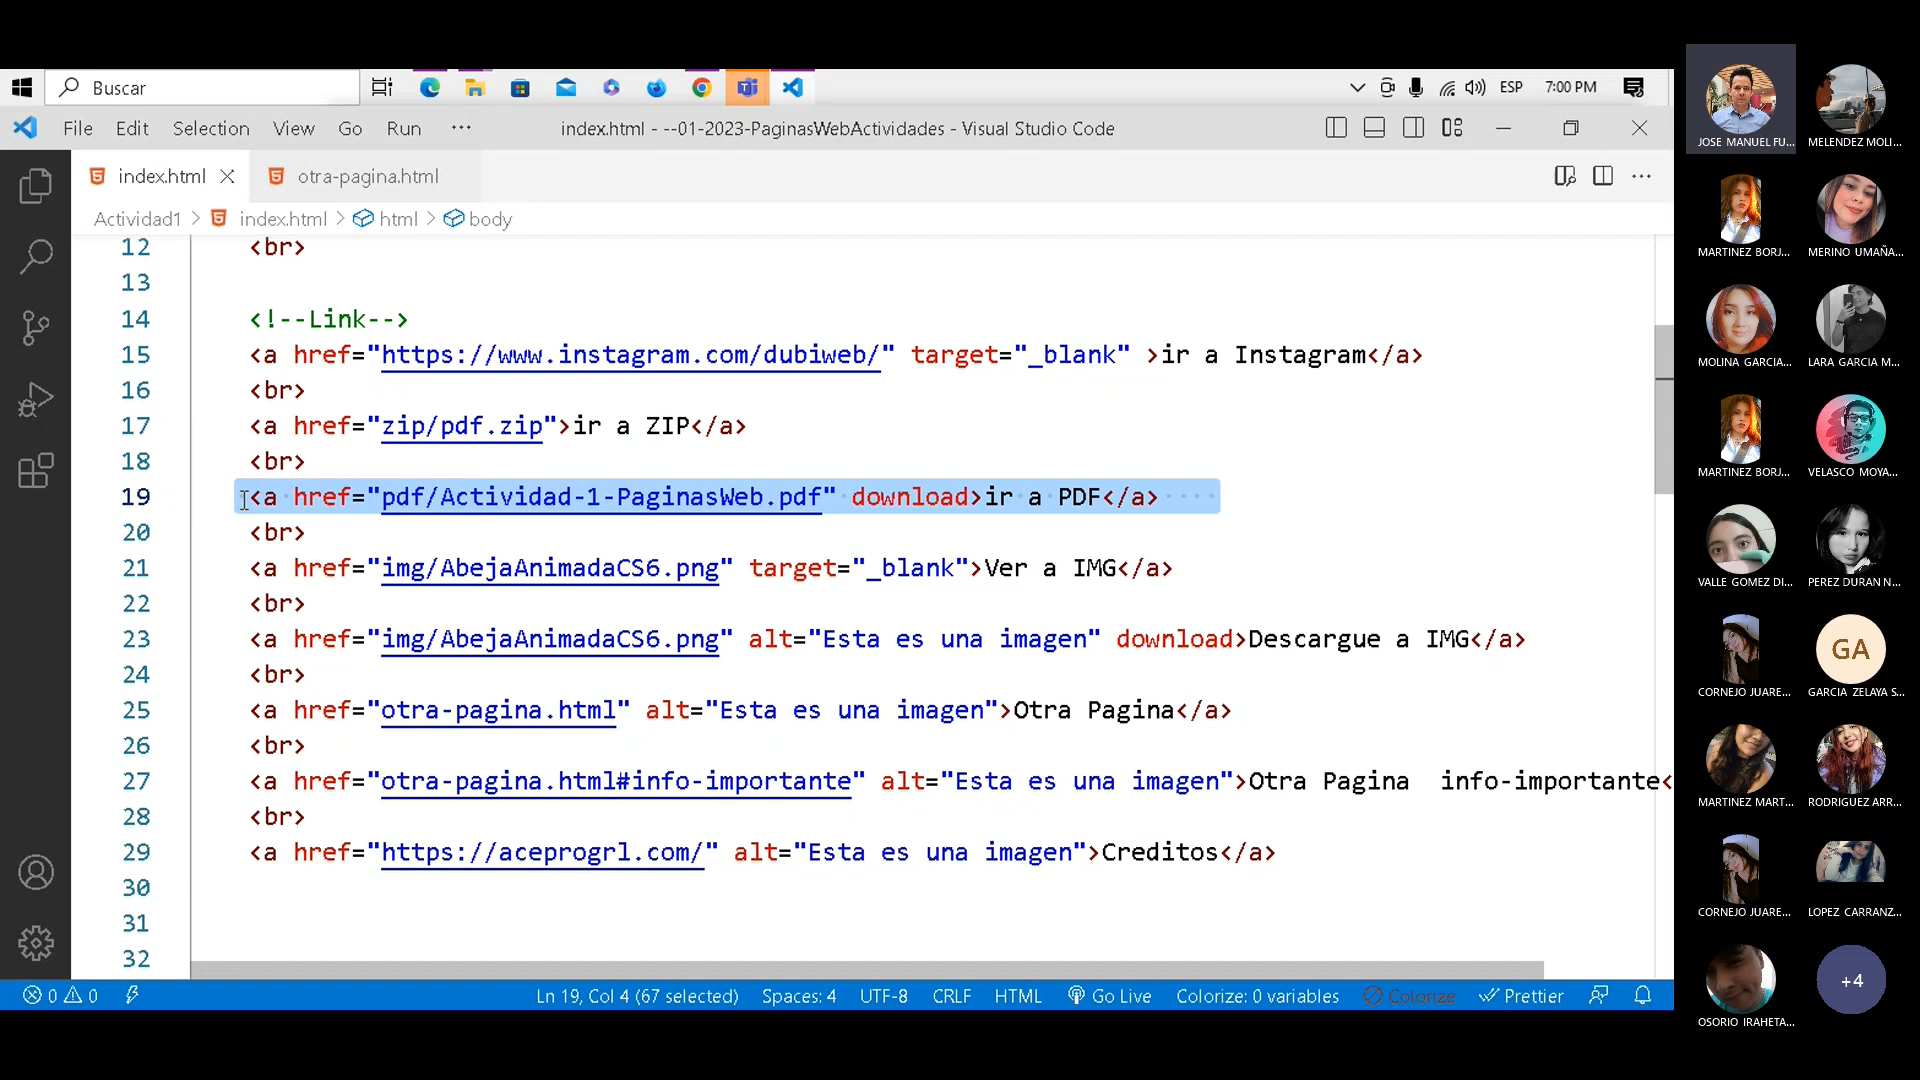 Buscar
ESP
7:00 PM
File Edit Selection View Go Run ···
index.html - --01-2023-PaginasWebActividades - Visual Studio Code
index.html
otra-pagina.html
Actividad1 > index.html > html > body
12 <br>
13
14 <!--Link-->
15 <a href="https://www.instagram.com/dubiweb/" target="_blank" >ir a Instagram</a>
16 <br>
17 <a href="zip/pdf.zip">ir a ZIP</a>
18 <br>
19 <a href="pdf/Actividad-1-PaginasWeb.pdf" download>ir a PDF</a>
20 <br>
21 <a href="img/AbejaAnimadaCS6.png" target="_blank">Ver a IMG</a>
22 <br>
23 <a href="img/AbejaAnimadaCS6.png" alt="Esta es una imagen" download>Descargue a IMG</a>
24 <br>
25 <a href="otra-pagina.html" alt="Esta es una imagen">Otra Pagina</a>
26 <br>
27 <a href="otra-pagina.html#info-importante" alt="Esta es una imagen">Otra Pagina  info-importante<
28 <br>
29 <a href="https://aceprogrl.com/" alt="Esta es una imagen">Creditos</a>
30
31
32
0 0
Ln 19, Col 4 (67 selected)
Spaces: 4
UTF-8
CRLF
HTML
Go Live
Colorize: 0 variables
Colorize
Prettier
JOSE MANUEL FU...
MELENDEZ MOLI...
MARTINEZ BORJ...
MERINO UMAÑA...
MOLINA GARCIA...
LARA GARCIA M...
MARTINEZ BORJ...
VELASCO MOYA...
VALLE GOMEZ DI...
PEREZ DURAN N...
CORNEJO JUARE...
GA
GARCIA ZELAYA S...
MARTINEZ MART...
RODRIGUEZ ARR...
CORNEJO JUARE...
LOPEZ CARRANZ...
OSORIO IRAHETA...
+4